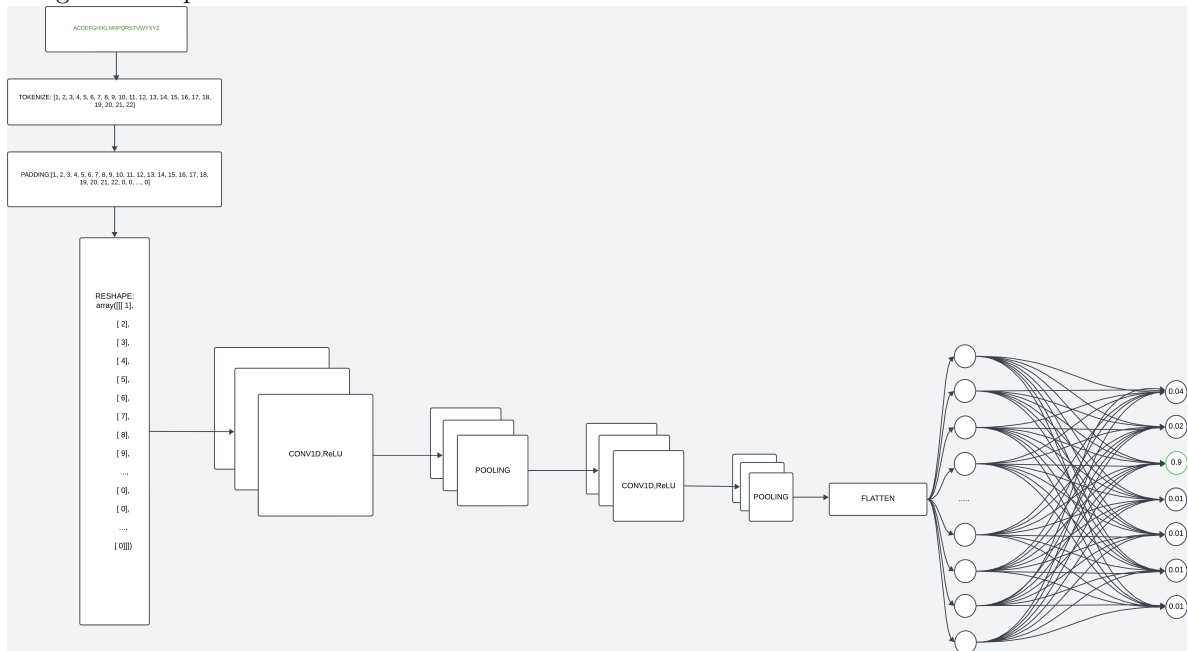 ACDEFGHIKLMNPQRSTVWYXYZ
TOKENIZE: [1, 2, 3, 4, 5, 6, 7, 8, 9, 10, 11, 12, 13, 14, 15, 16, 17, 18,
19, 20, 21, 22]
PADDING:[1, 2, 3, 4, 5, 6, 7, 8, 9, 10, 11, 12, 13, 14, 15, 16, 17, 18,
19, 20, 21, 22, 0, 0, ..., 0]
RESHAPE:
array([[[ 1],
[ 2],
[ 3],
[ 4],
[ 5],
[ 6],
[ 7],
[ 8],
[ 9],
...,
[ 0],
[ 0],
...,
[ 0]]])
CONV1D,ReLU
POOLING
CONV1D,ReLU
POOLING
FLATTEN
.....
0.04
0.02
0.9
0.01
0.01
0.01
0.01